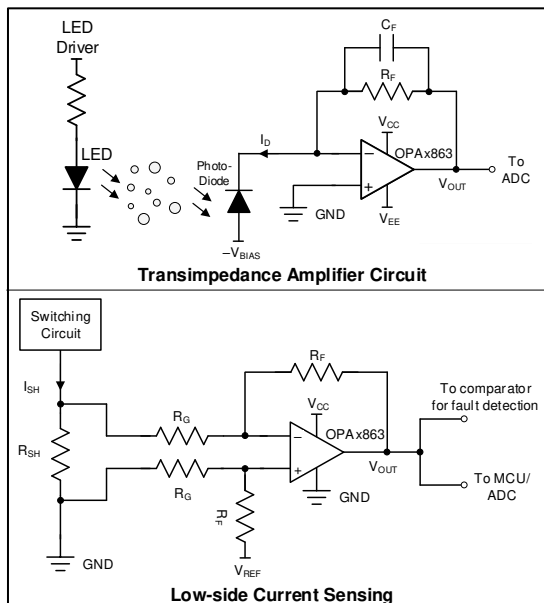 LED
Driver
LED
C_F
R_F
V_CC
OPAx863
I_D
Photo-
Diode
To
ADC
V_OUT
GND
V_EE
–V_BIAS
Transimpedance Amplifier Circuit
Switching
Circuit
I_SH
R_SH
GND
R_G
R_G
R_F
R_F
V_REF
V_CC
OPAx863
GND
V_OUT
To comparator
for fault detection
To MCU/
ADC
Low-side Current Sensing